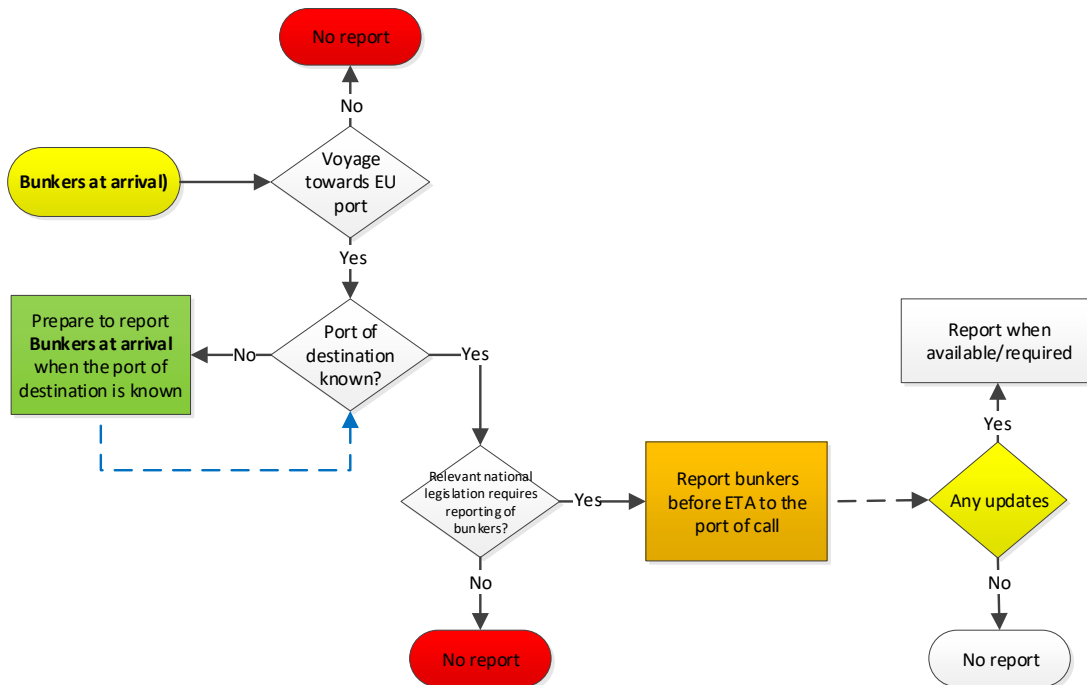 No report
No
Bunkers at arrival)
Voyage
towards EU
port
Yes
Prepare to report
Bunkers at arrival
when the port of
destination is known
No
Port of
destination
known?
Yes
Report when
available/required
Yes
Relevant national
legislation requires
reporting of
bunkers?
Yes
Report bunkers
before ETA to the
port of call
Any updates
No
No
No report
No report